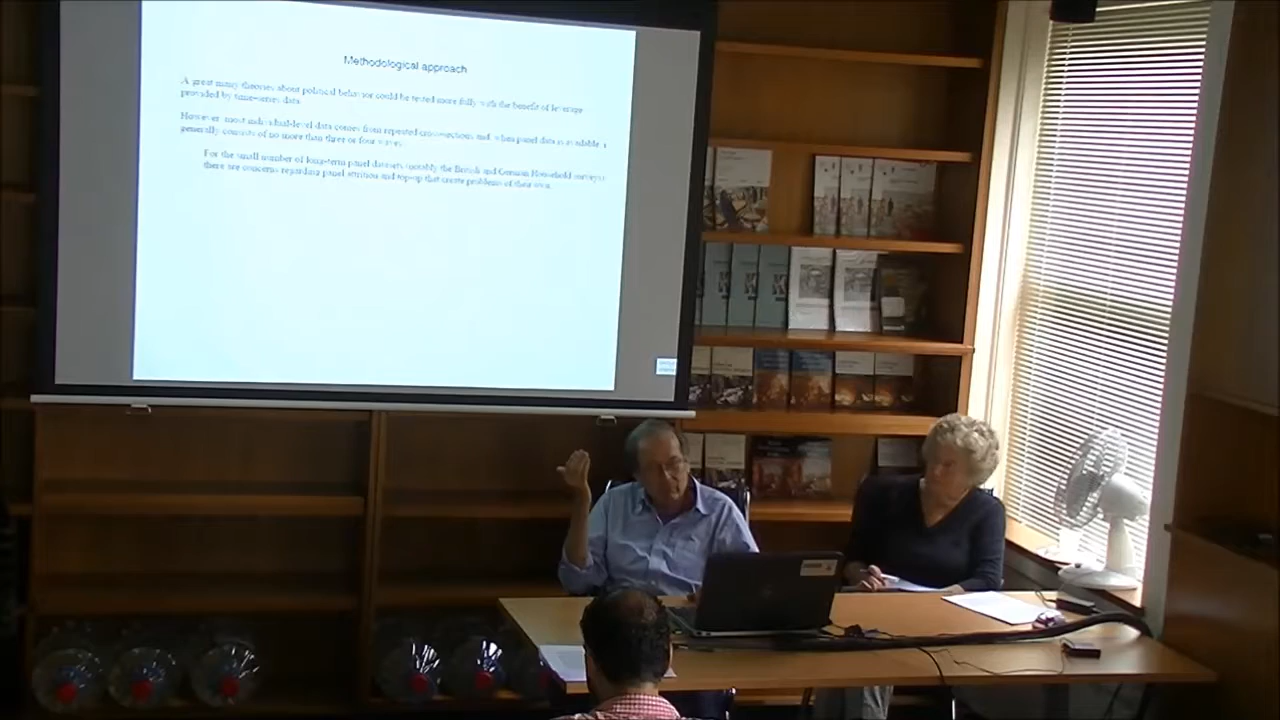 Methodological approach
A great many theories about political behavior could be tested more fully with the benefit of leverage
provided by time-series data
However most individual-level data comes from repeated cross-sections and when panel data is available
generally consists of no more than three or four waves
For the small number of long-term panel datasets (notably the British and German Household surveys)
there are concerns regarding panel attrition and top-up that create problems of their own